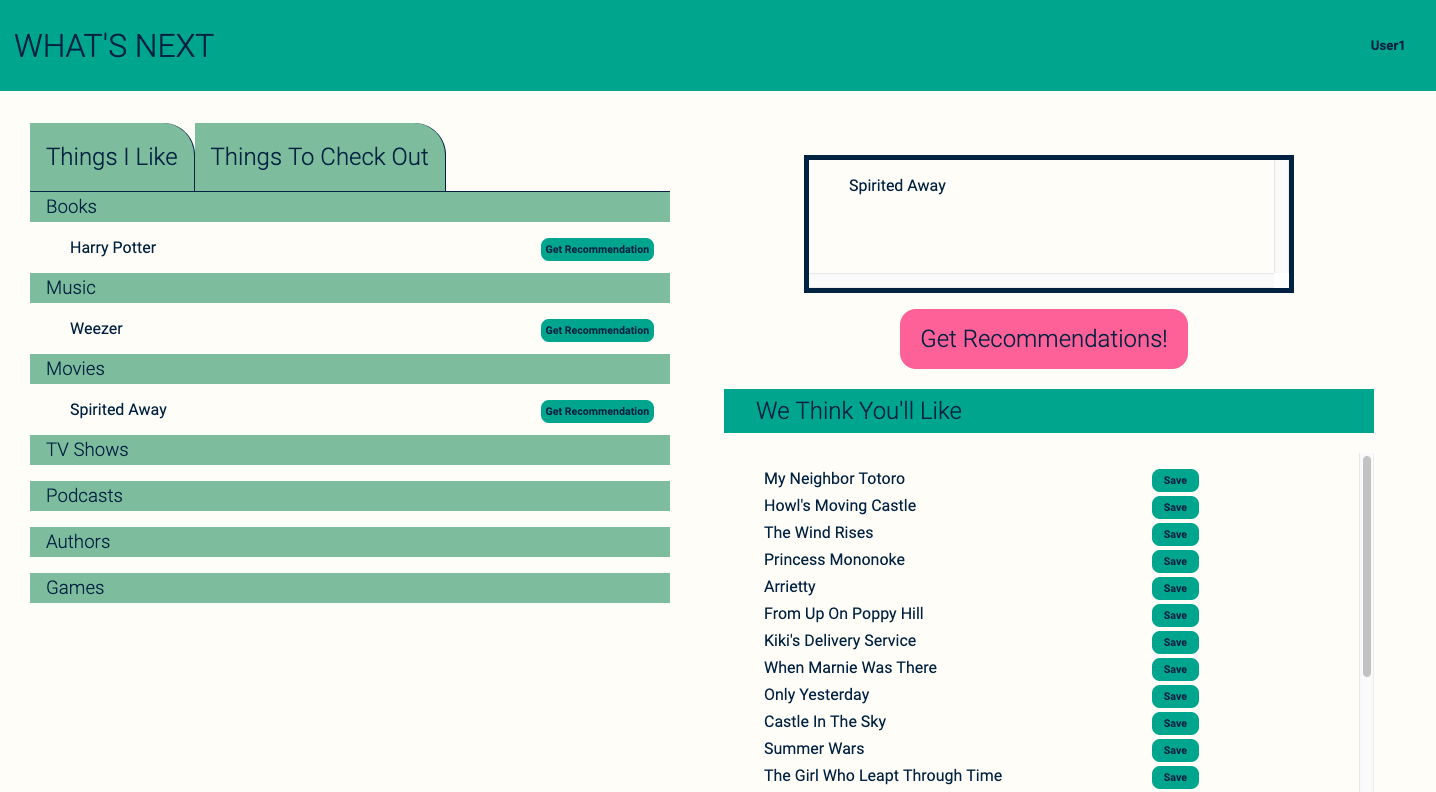 WHAT'S NEXT
User1
Things I Like
Things To Check Out
Books
Harry Potter
Get Recommendation
Music
Weezer
Get Recommendation
Movies
Spirited Away
Get Recommendation
TV Shows
Podcasts
Authors
Games
Spirited Away
Get Recommendations!
We Think You'll Like
My Neighbor Totoro
Save
Howl's Moving Castle
Save
The Wind Rises
Save
Princess Mononoke
Save
Arrietty
Save
From Up On Poppy Hill
Save
Kiki's Delivery Service
Save
When Marnie Was There
Save
Only Yesterday
Save
Castle In The Sky
Save
Summer Wars
Save
The Girl Who Leapt Through Time
Save